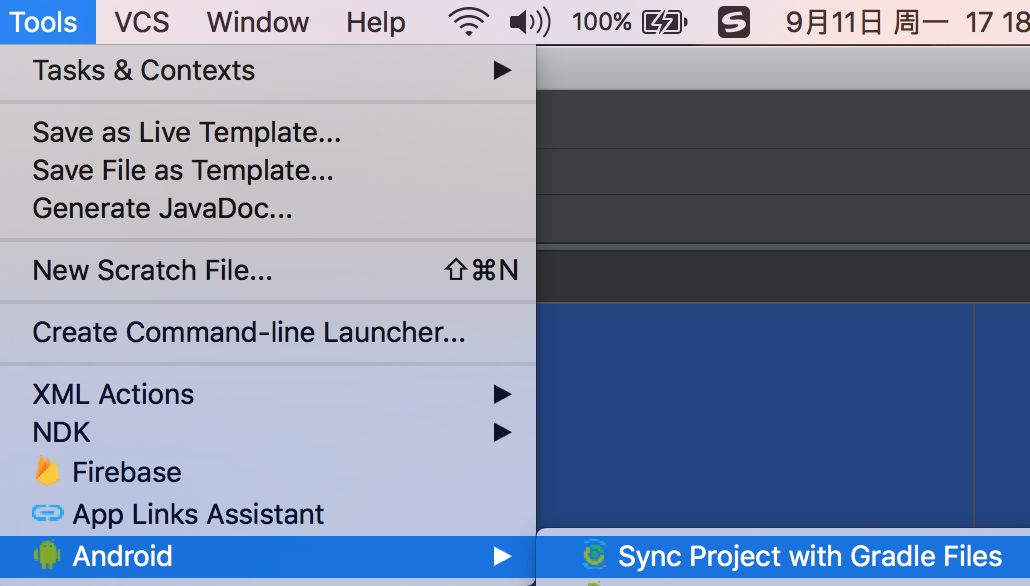 Tools VCS Window Help 100% 9月11日 周一 17 18
Tasks & Contexts
Save as Live Template...
Save File as Template...
Generate JavaDoc...
New Scratch File... ⇧⌘N
Create Command-line Launcher...
XML Actions
NDK
Firebase
App Links Assistant
Android
Sync Project with Gradle Files